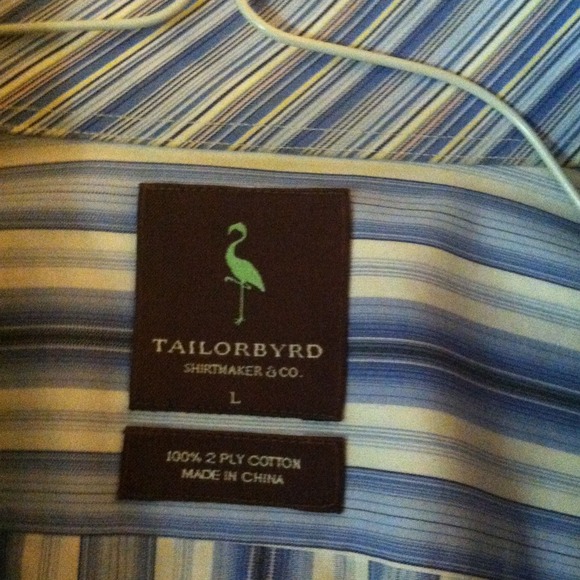 TAILORBYRD
SHIRTMAKER & CO.
L
100% 2 PLY COTTON
MADE IN CHINA